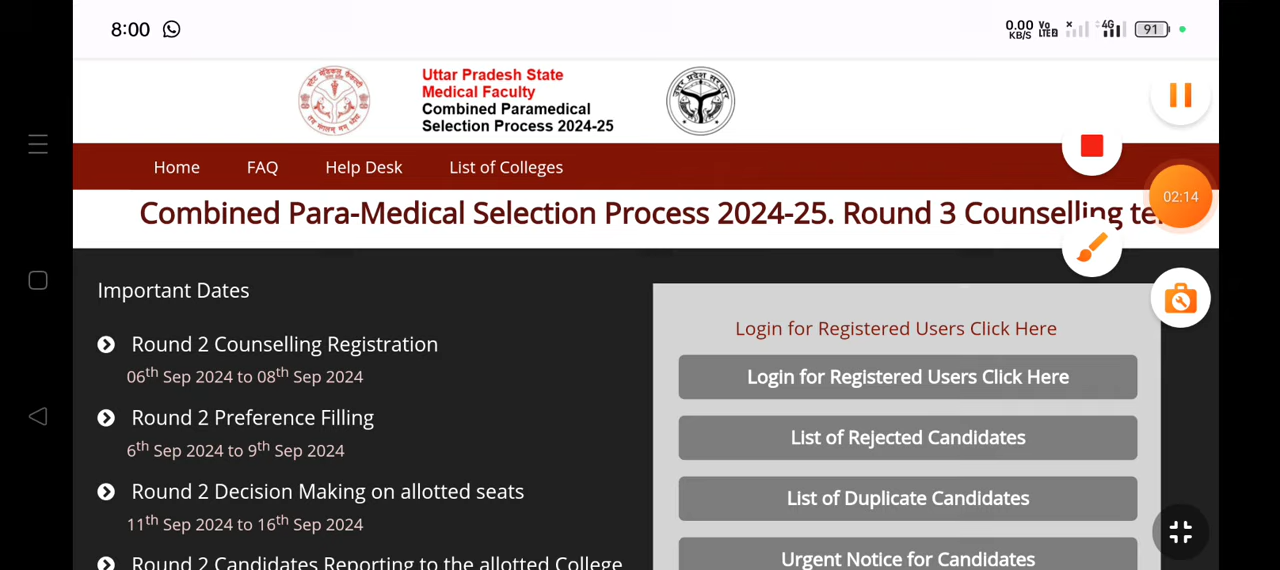 8:00
0.00
KB/S
Vo
LTE2
4G
91
Uttar Pradesh State
Medical Faculty
Combined Paramedical
Selection Process 2024-25
Home FAQ Help Desk List of Colleges
02:14
Combined Para-Medical Selection Process 2024-25. Round 3 Counselling
Important Dates
Round 2 Counselling Registration
06th Sep 2024 to 08th Sep 2024
Round 2 Preference Filling
6th Sep 2024 to 9th Sep 2024
Round 2 Decision Making on allotted seats
11th Sep 2024 to 16th Sep 2024
Round 2 Candidates Reporting to the allotted College
Login for Registered Users Click Here
Login for Registered Users Click Here
List of Rejected Candidates
List of Duplicate Candidates
Urgent Notice for Candidates